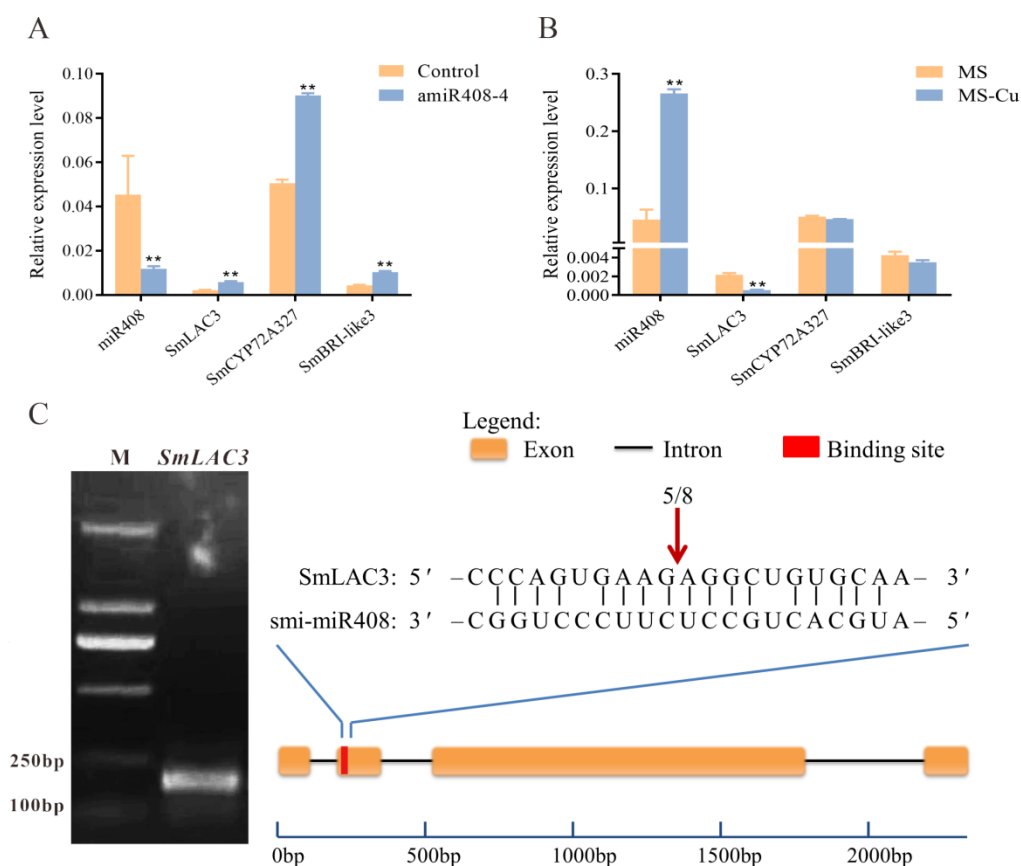 A
Control
amiR408-4
Relative expression level
0.10
0.08
0.06
0.04
0.02
0.00
**
**
**
**
miR408
SmLAC3
SmCYP72A327
SmBRI-like3
B
MS
MS-Cu
Relative expression level
0.3
0.2
0.1
0.004
0.002
0.000
**
**
miR408
SmLAC3
SmCYP72A327
SmBRI-like3
C
M SmLAC3
250bp
100bp
Legend:
Exon Intron Binding site
5/8
SmLAC3: 5′ –CCCAGUGAAGAGGCUGUGCAA– 3′
smi-miR408: 3′ –CGGUCCCUUCUCCGUCACGUA– 5′
0bp 500bp 1000bp 1500bp 2000bp